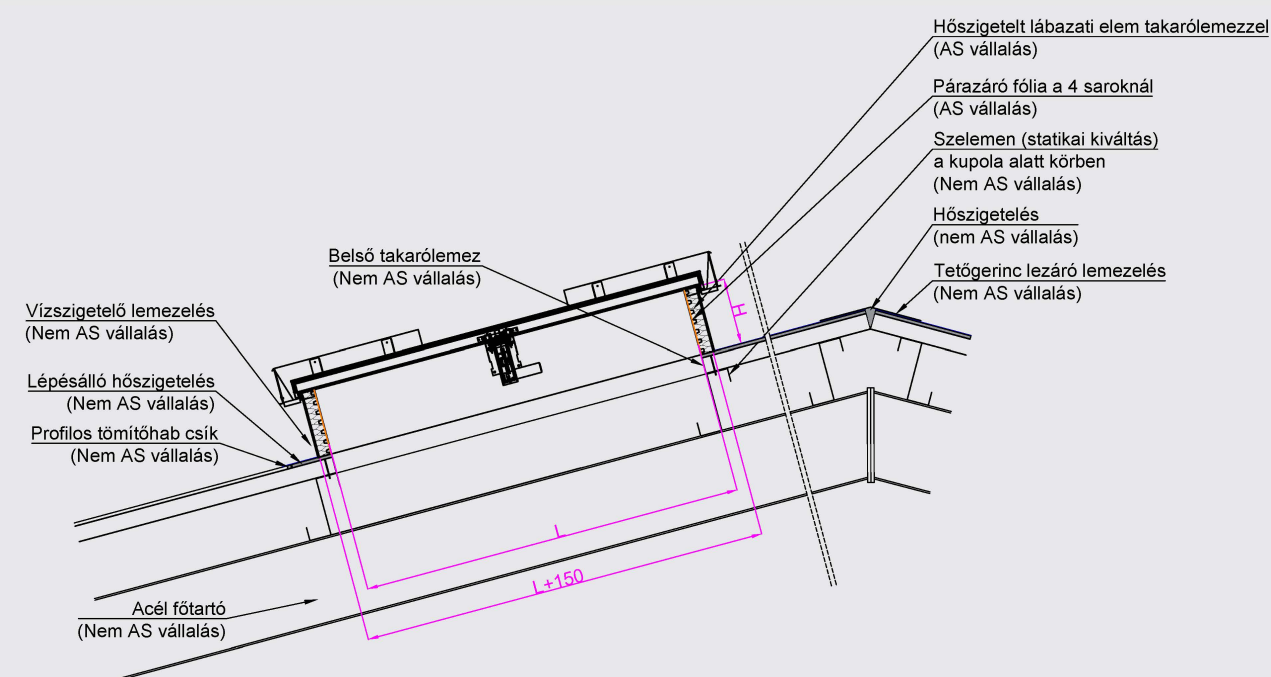 Hőszigetelt lábazati elem takarólemezzel
(AS vállalás)
Párazáró fólia a 4 saroknál
(AS vállalás)
Szelemen (statikai kiváltás)
a kupola alatt körben
(Nem AS vállalás)
Hőszigetelés
(nem AS vállalás)
Tetőgerinc lezáró lemezelés
(Nem AS vállalás)
Belső takarólemez
(Nem AS vállalás)
Vízszigetelő lemezelés
(Nem AS vállalás)
Lépésálló hőszigetelés
(Nem AS vállalás)
Profilos tömítőhab csík
(Nem AS vállalás)
H
L
L+150
Acél főtartó
(Nem AS vállalás)